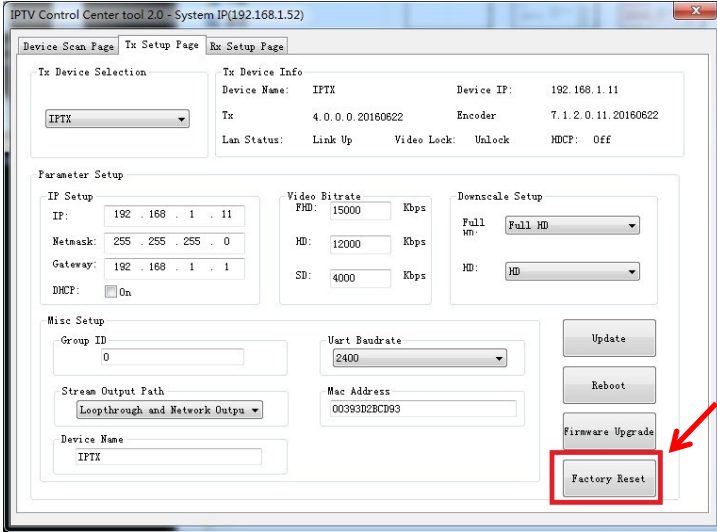 IPTV Control Center tool 2.0 - System IP(192.168.1.52)
Device Scan Page Tx Setup Page Rx Setup Page
Tx Device Selection
IPTX
Tx Device Info
Device Name: IPTX Device IP: 192.168.1.11
Tx 4.0.0.0.20160622 Encoder 7.1.2.0.11.20160622
Lan Status: Link Up Video Lock: Unlock HDCP: Off
Parameter Setup
IP Setup
IP: 192 . 168 . 1 . 11
Netmask: 255 . 255 . 255 . 0
Gateway: 192 . 168 . 1 . 1
DHCP: On
Video Bitrate
FHD: 15000 Kbps
HD: 12000 Kbps
SD: 4000 Kbps
Downscale Setup
Full Full HD
HD: HD
Misc Setup
Group ID
0
Uart Baudrate
2400
Stream Output Path
Loopthrough and Network Outpu
Mac Address
00393D2BCD93
Device Name
IPTX
Update
Reboot
Firmware Upgrade
Factory Reset